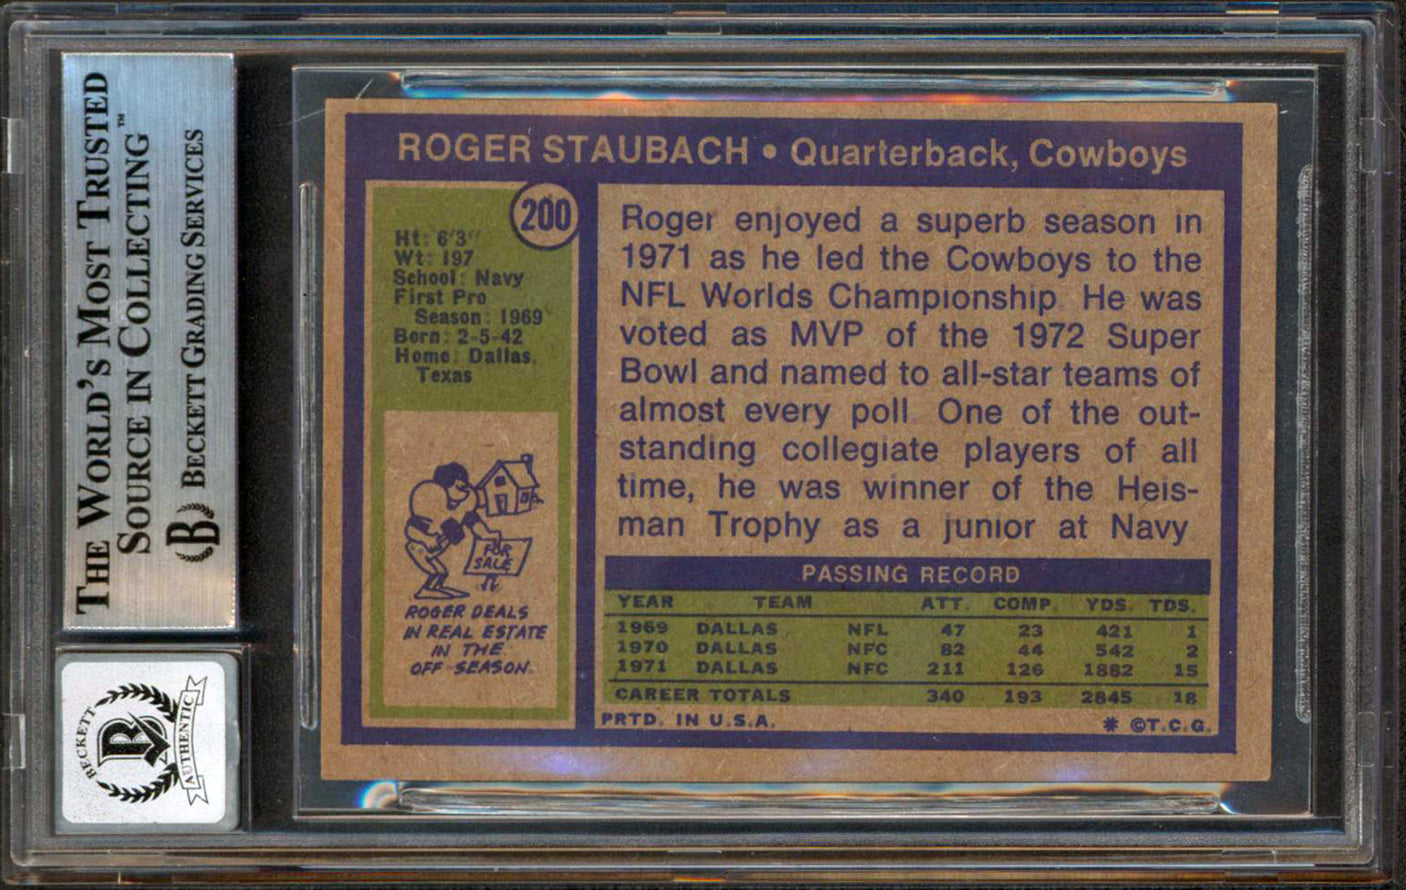 THE WORLD'S MOST TRUSTED
SOURCE IN COLLECTING™
B BECKETT GRADING SERVICES
BECKETT
B
AUTHENTIC
ROGER STAUBACH • Quarterback, Cowboys
200
Ht: 6'3"
Wt: 197
School: Navy
First Pro
Season: 1969
Born: 2-5-42
Home: Dallas,
Texas
FOR
SALE
ROGER DEALS
IN REAL ESTATE
IN THE
OFF-SEASON.
Roger enjoyed a superb season in
1971 as he led the Cowboys to the
NFL Worlds Championship. He was
voted as MVP of the 1972 Super
Bowl and named to all-star teams of
almost every poll. One of the out-
standing collegiate players of all
time, he was winner of the Heis-
man Trophy as a junior at Navy
PASSING RECORD
YEAR TEAM ATT. COMP. YDS. TDS.
1969 DALLAS NFL 47 23 421 1
1970 DALLAS NFC 82 44 542 2
1971 DALLAS NFC 211 126 1882 15
CAREER TOTALS 340 193 2845 18
PRTD. IN U.S.A. * ©T.C.G.